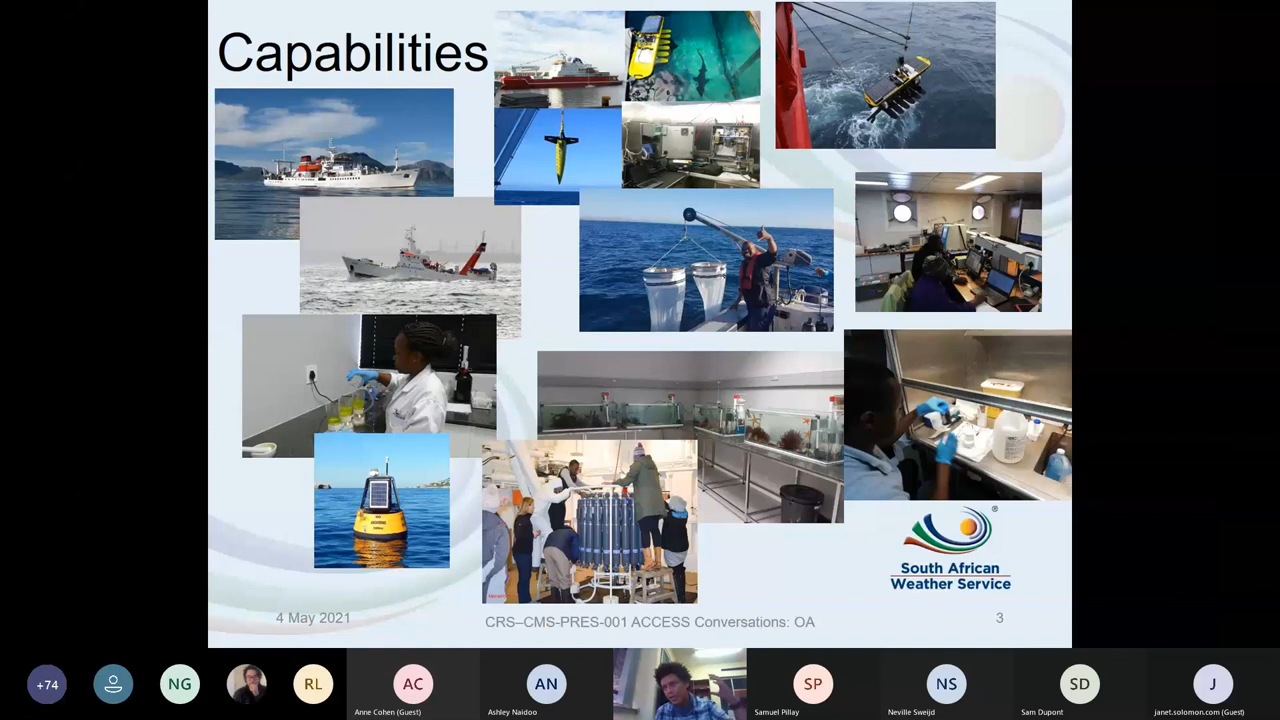 Capabilities
South African
Weather Service
®
4 May 2021
CRS–CMS-PRES-001 ACCESS Conversations: OA
3
+74
NG
RL
AC
Anne Cohen (Guest)
AN
Ashley Naidoo
SP
Samuel Pillay
NS
Neville Sweijd
SD
Sam Dupont
J
janet.solomon.com (Guest)